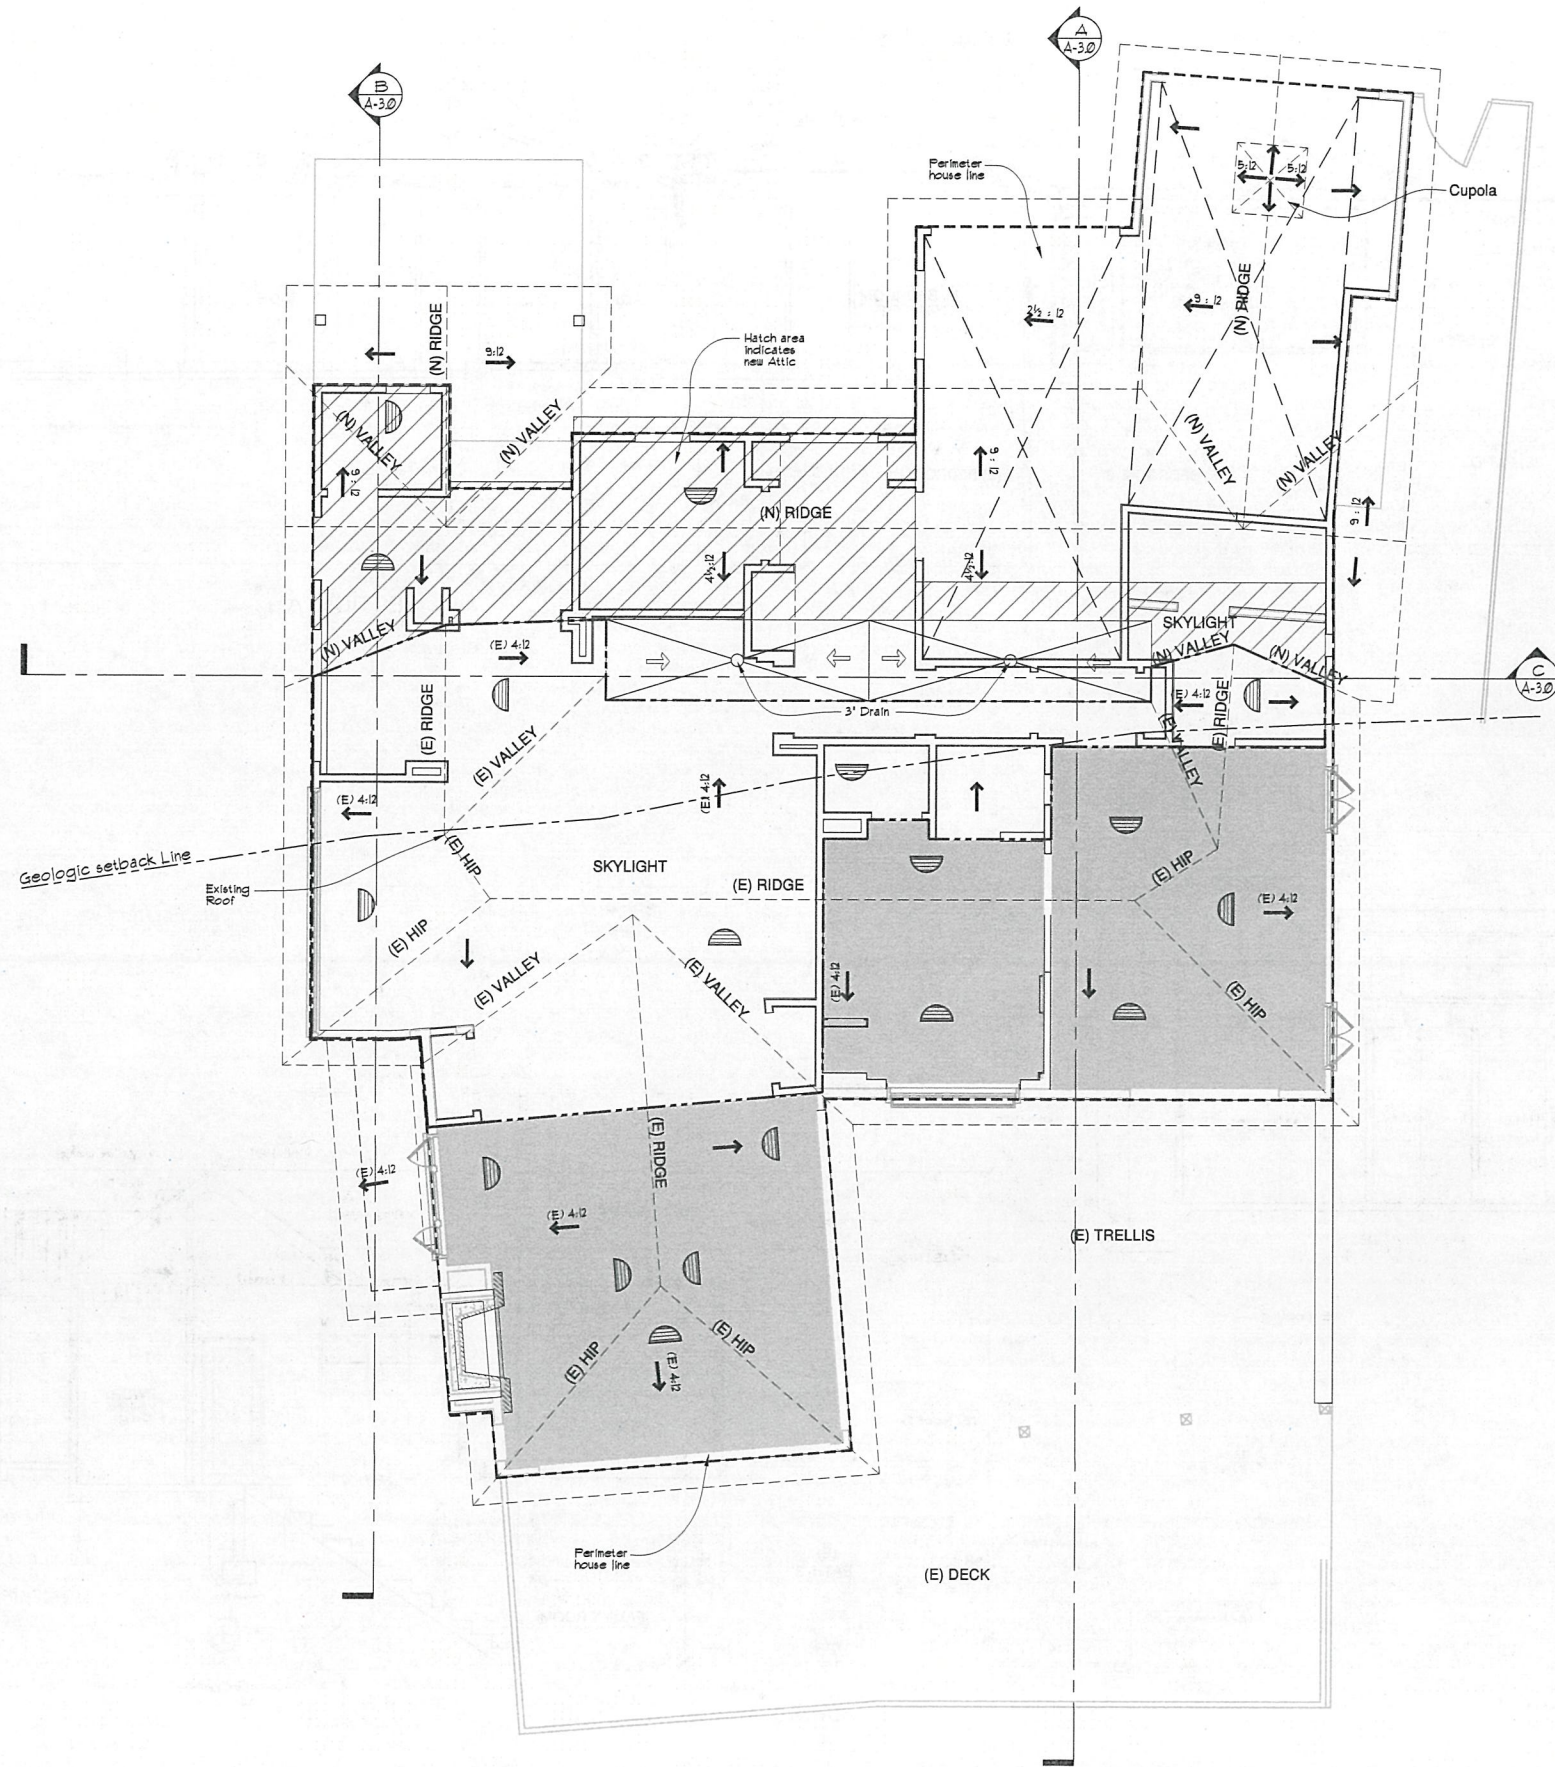 A
A-3.0
B
A-3.0
Perimeter
house line
5:12
5:12
Cupola
2½ : 12
9 : 12
(N) RIDGE
(N) RIDGE
9:12
Hatch area
indicates
new Attic
(N) VALLEY
(N) VALLEY
(N) VALLEY
(N) VALLEY
9 : 12
9 : 12
9 : 12
(N) RIDGE
4½:12
4½:12
SKYLIGHT
(N) VALLEY
(N) VALLEY
(N) VALLEY
(E) 4:12
C
A-3.0
(E) RIDGE
(E) VALLEY
3" Drain
(E) 4:12
(E) RIDGE
(E) VALLEY
(E) 4:12
(E) 4:12
Geologic setback Line
Existing
Roof
(E) HIP
SKYLIGHT
(E) RIDGE
(E) HIP
(E) 4:12
(E) HIP
(E) VALLEY
(E) VALLEY
(E) 4:12
(E) HIP
(E) RIDGE
(E) 4:12
(E) 4:12
(E) TRELLIS
(E) HIP
(E) HIP
(E) 4:12
Perimeter
house line
(E) DECK